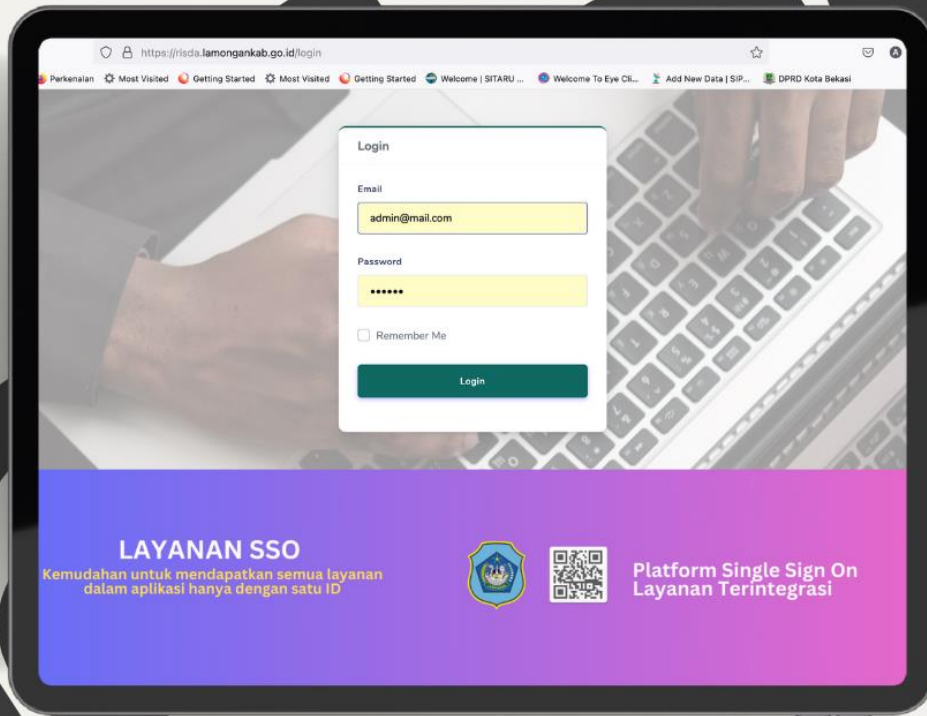 https://risda.lamongankab.go.id/login
Perkenalan Most Visited Getting Started Most Visited Getting Started Welcome | SITARU ... Welcome To Eye Cli... Add New Data | SIP... DPRD Kota Bekasi
Login
Email
admin@mail.com
Password
••••••
Remember Me
Login
LAYANAN SSO
Kemudahan untuk mendapatkan semua layanan
dalam aplikasi hanya dengan satu ID
Platform Single Sign On
Layanan Terintegrasi